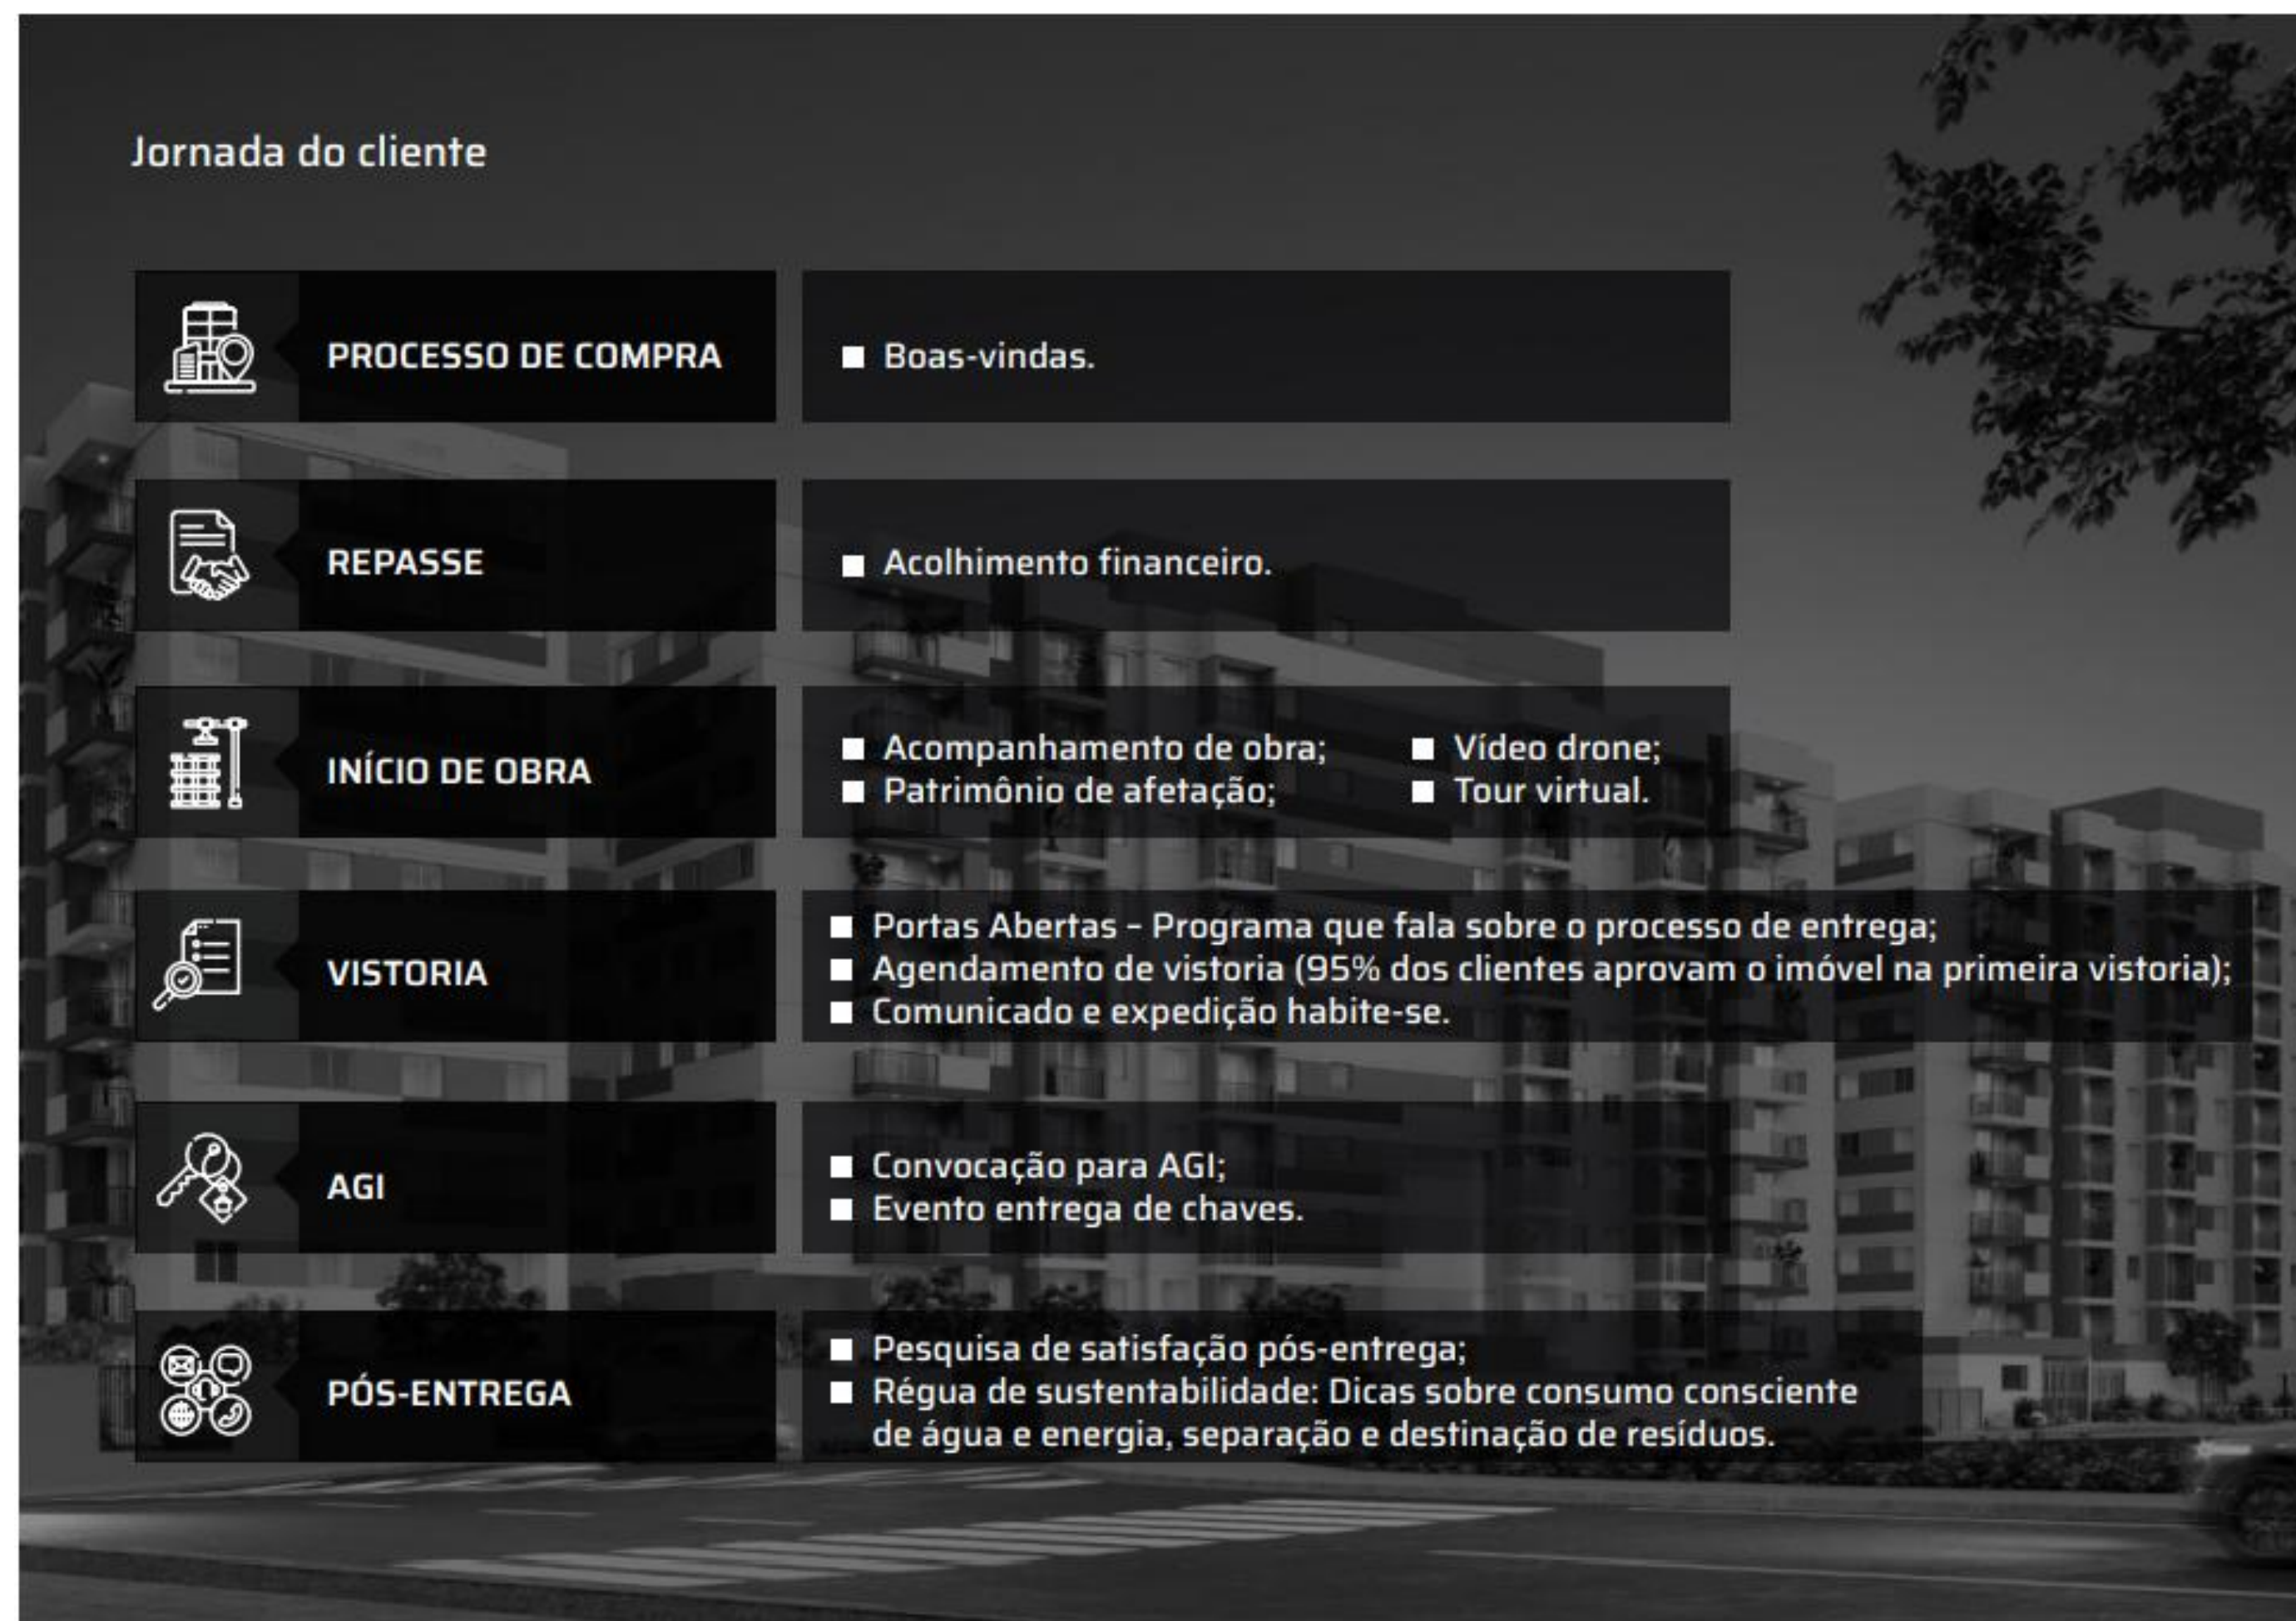 Jornada do cliente
PROCESSO DE COMPRA
■ Boas-vindas.
REPASSE
■ Acolhimento financeiro.
INÍCIO DE OBRA
■ Acompanhamento de obra;
■ Patrimônio de afetação;
■ Vídeo drone;
■ Tour virtual.
VISTORIA
■ Portas Abertas – Programa que fala sobre o processo de entrega;
■ Agendamento de vistoria (95% dos clientes aprovam o imóvel na primeira vistoria);
■ Comunicado e expedição habite-se.
AGI
■ Convocação para AGI;
■ Evento entrega de chaves.
PÓS-ENTREGA
■ Pesquisa de satisfação pós-entrega;
■ Régua de sustentabilidade: Dicas sobre consumo consciente
de água e energia, separação e destinação de resíduos.